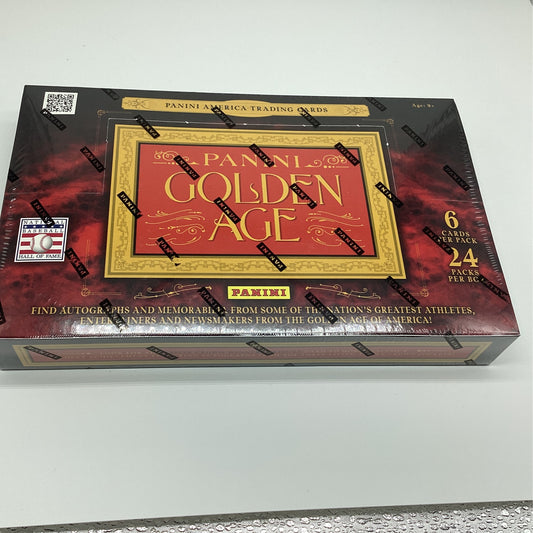 PANINI AMERICA TRADING CARDS
Ages 8+
PANINI
GOLDEN
AGE
NATIONAL
BASEBALL
HALL OF FAME
6
CARDS
PER PACK
24
PACKS
PER BO
PANINI
FIND AUTOGRAPHS AND MEMORABILIA FROM SOME OF THE NATION'S GREATEST ATHLETES,
ENTERTAINERS AND NEWSMAKERS FROM THE GOLDEN AGE OF AMERICA!